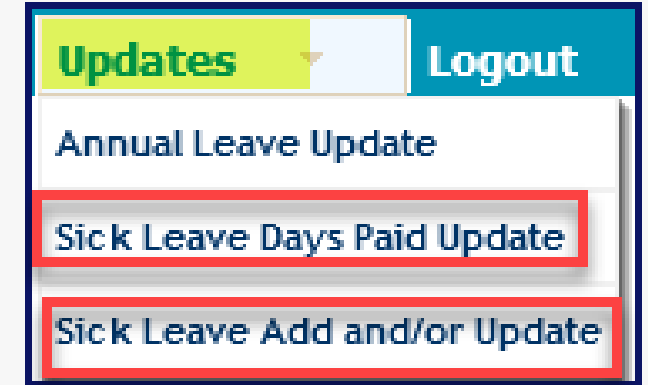 Updates Logout
Annual Leave Update
Sick Leave Days Paid Update
Sick Leave Add and/or Update